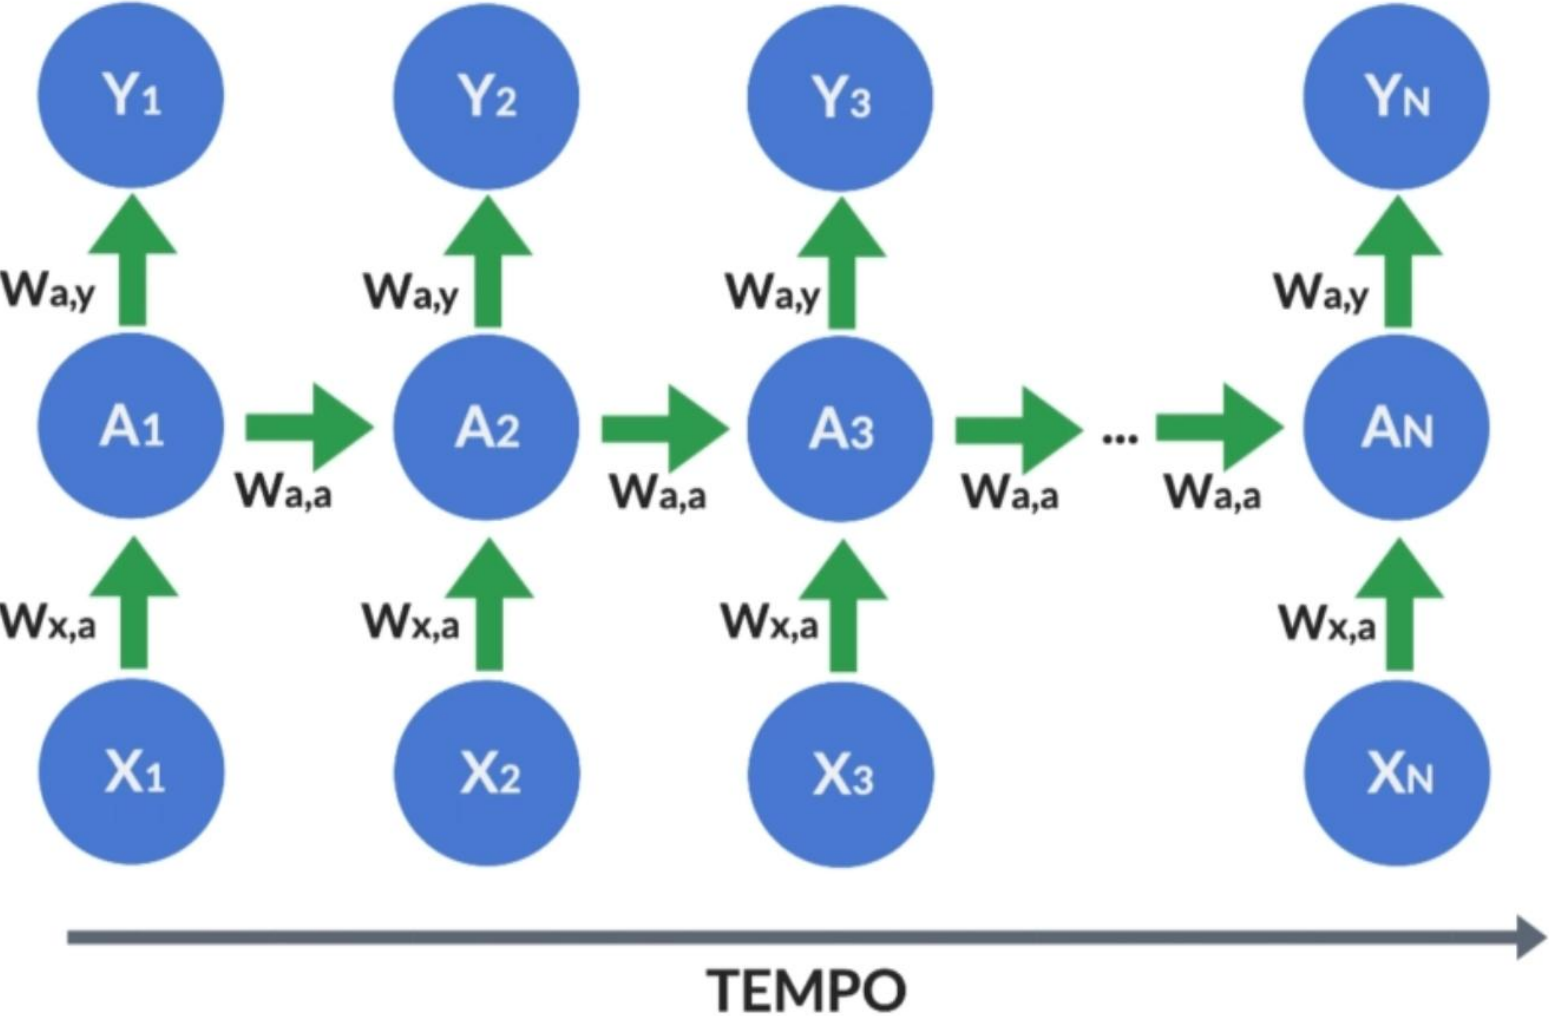 Y1 Y2 Y3 YN
Wa,y Wa,y Wa,y Wa,y
A1 A2 A3 ... AN
Wa,a Wa,a Wa,a Wa,a
Wx,a Wx,a Wx,a Wx,a
X1 X2 X3 XN
TEMPO